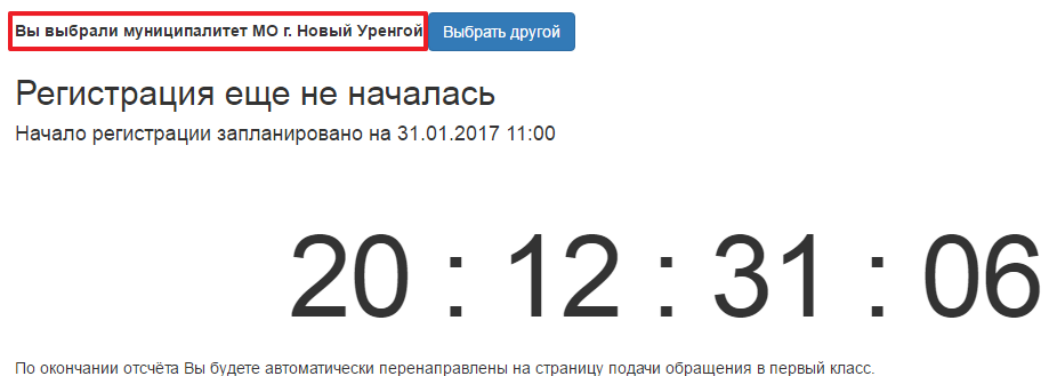 Вы выбрали муниципалитет МО г. Новый Уренгой Выбрать другой
Регистрация еще не началась
Начало регистрации запланировано на 31.01.2017 11:00
20 : 12 : 31 : 06
По окончании отсчёта Вы будете автоматически перенаправлены на страницу подачи обращения в первый класс.